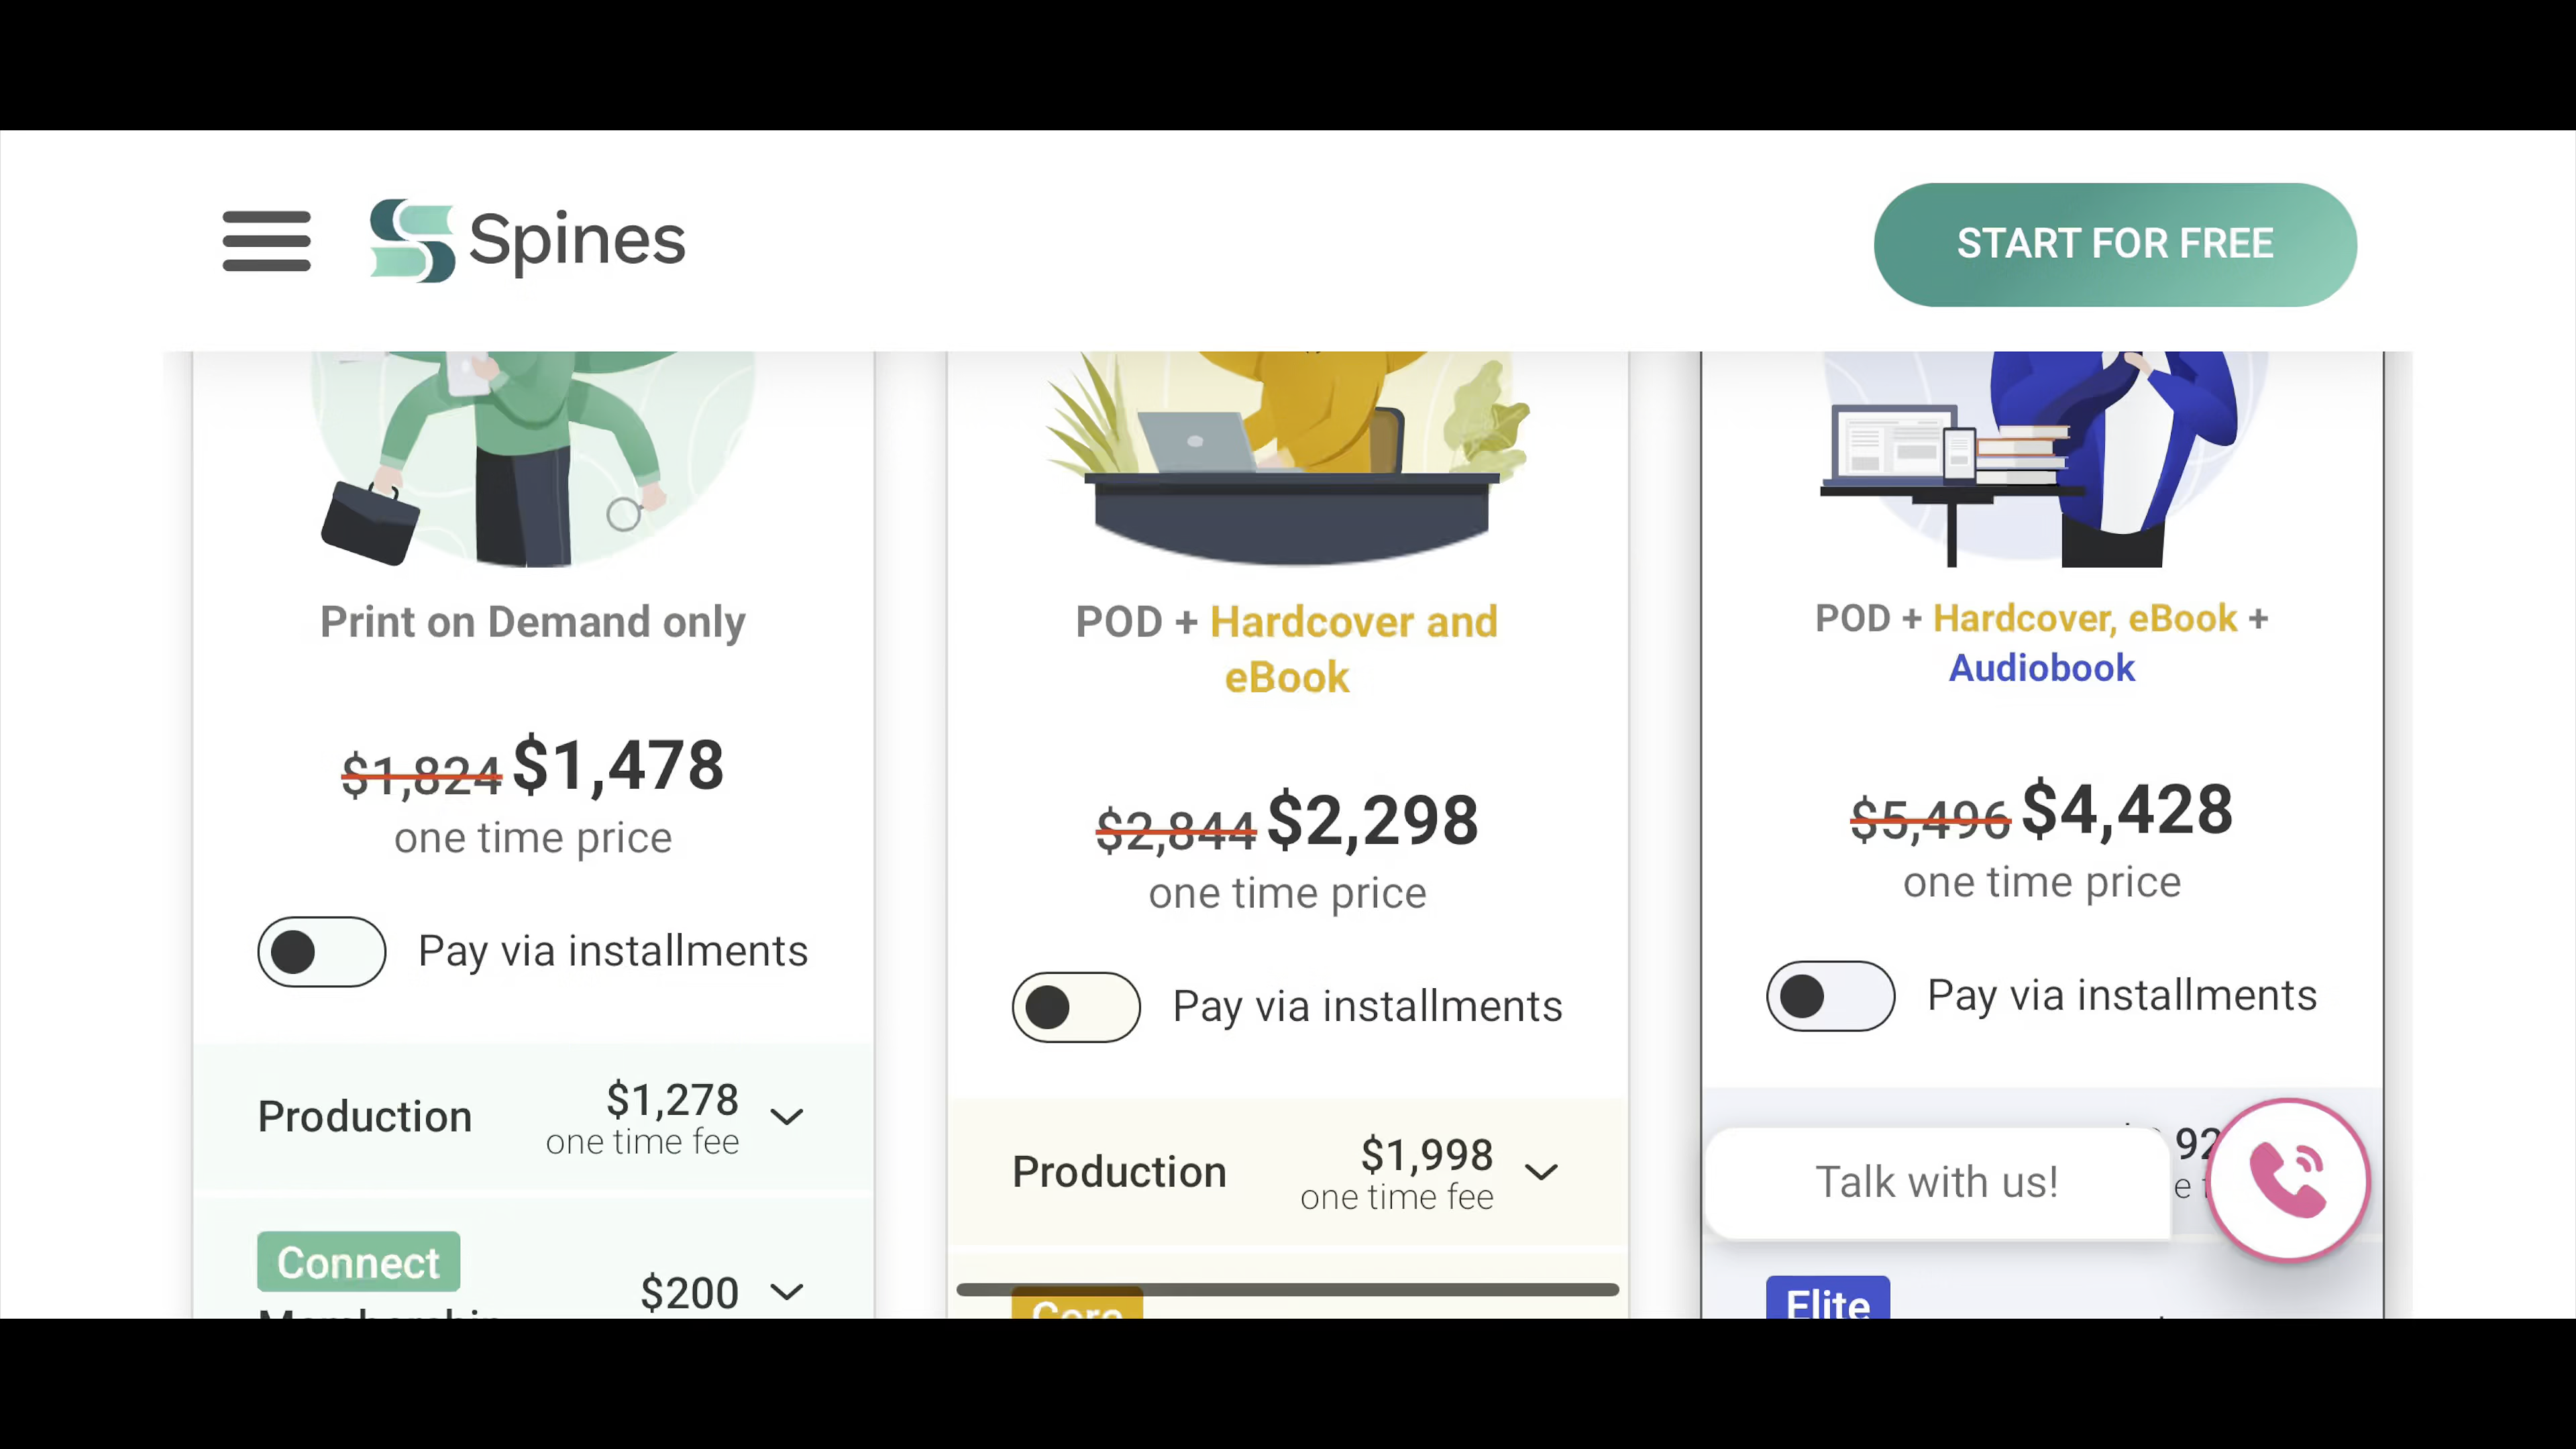 Spines
START FOR FREE
Print on Demand only
$1,824 $1,478
one time price
Pay via installments
Production
$1,278
one time fee
Connect
Membership
$200
POD + Hardcover and
eBook
$2,844 $2,298
one time price
Pay via installments
Production
$1,998
one time fee
Core
POD + Hardcover, eBook +
Audiobook
$5,496 $4,428
one time price
Pay via installments
92
Talk with us!
Elite